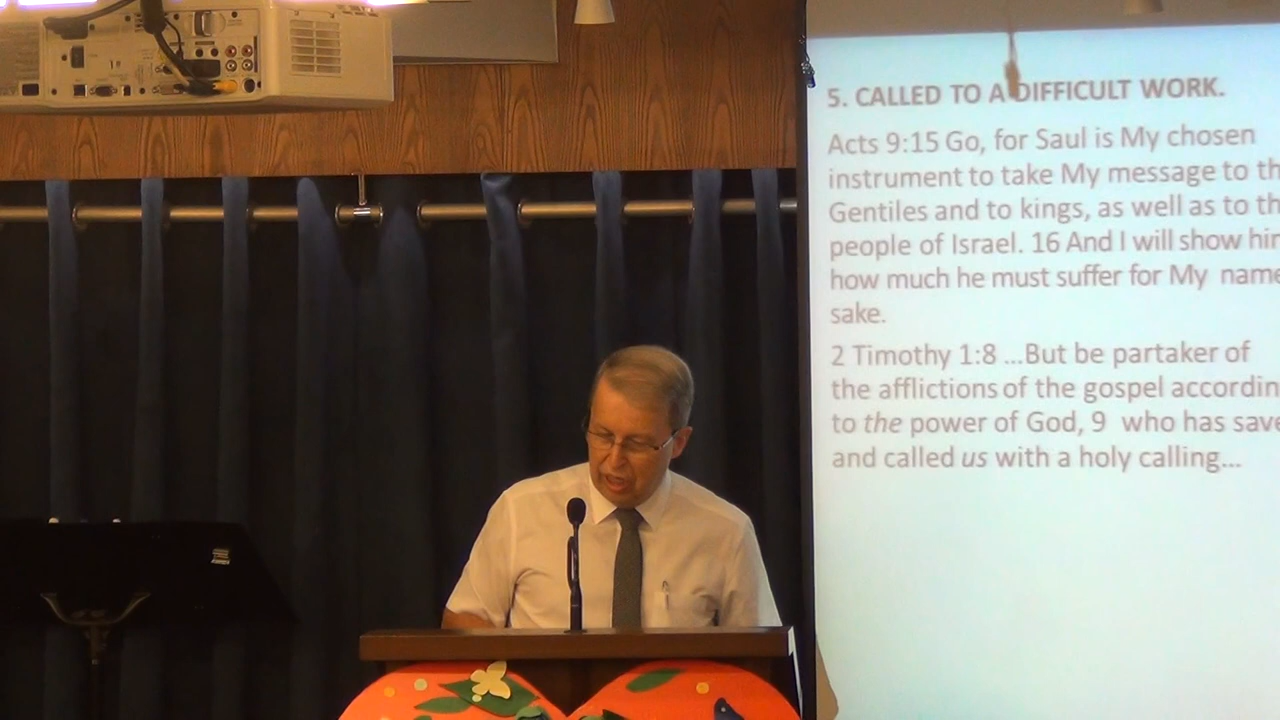 5. CALLED TO A DIFFICULT WORK.
Acts 9:15 Go, for Saul is My chosen
instrument to take My message to th
Gentiles and to kings, as well as to th
people of Israel. 16 And I will show hi
how much he must suffer for My name
sake.
2 Timothy 1:8 ...But be partaker of
the afflictions of the gospel accordin
to the power of God, 9 who has save
and called us with a holy calling...